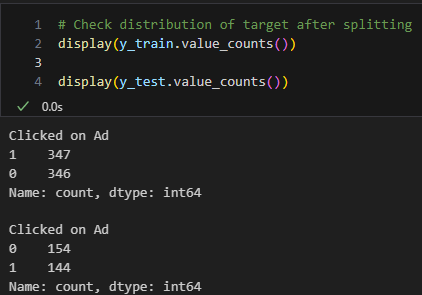 1 # Check distribution of target after splitting
2 display(y_train.value_counts())
3
4 display(y_test.value_counts())
✓ 0.0s
Clicked on Ad
1    347
0    346
Name: count, dtype: int64
Clicked on Ad
0    154
1    144
Name: count, dtype: int64